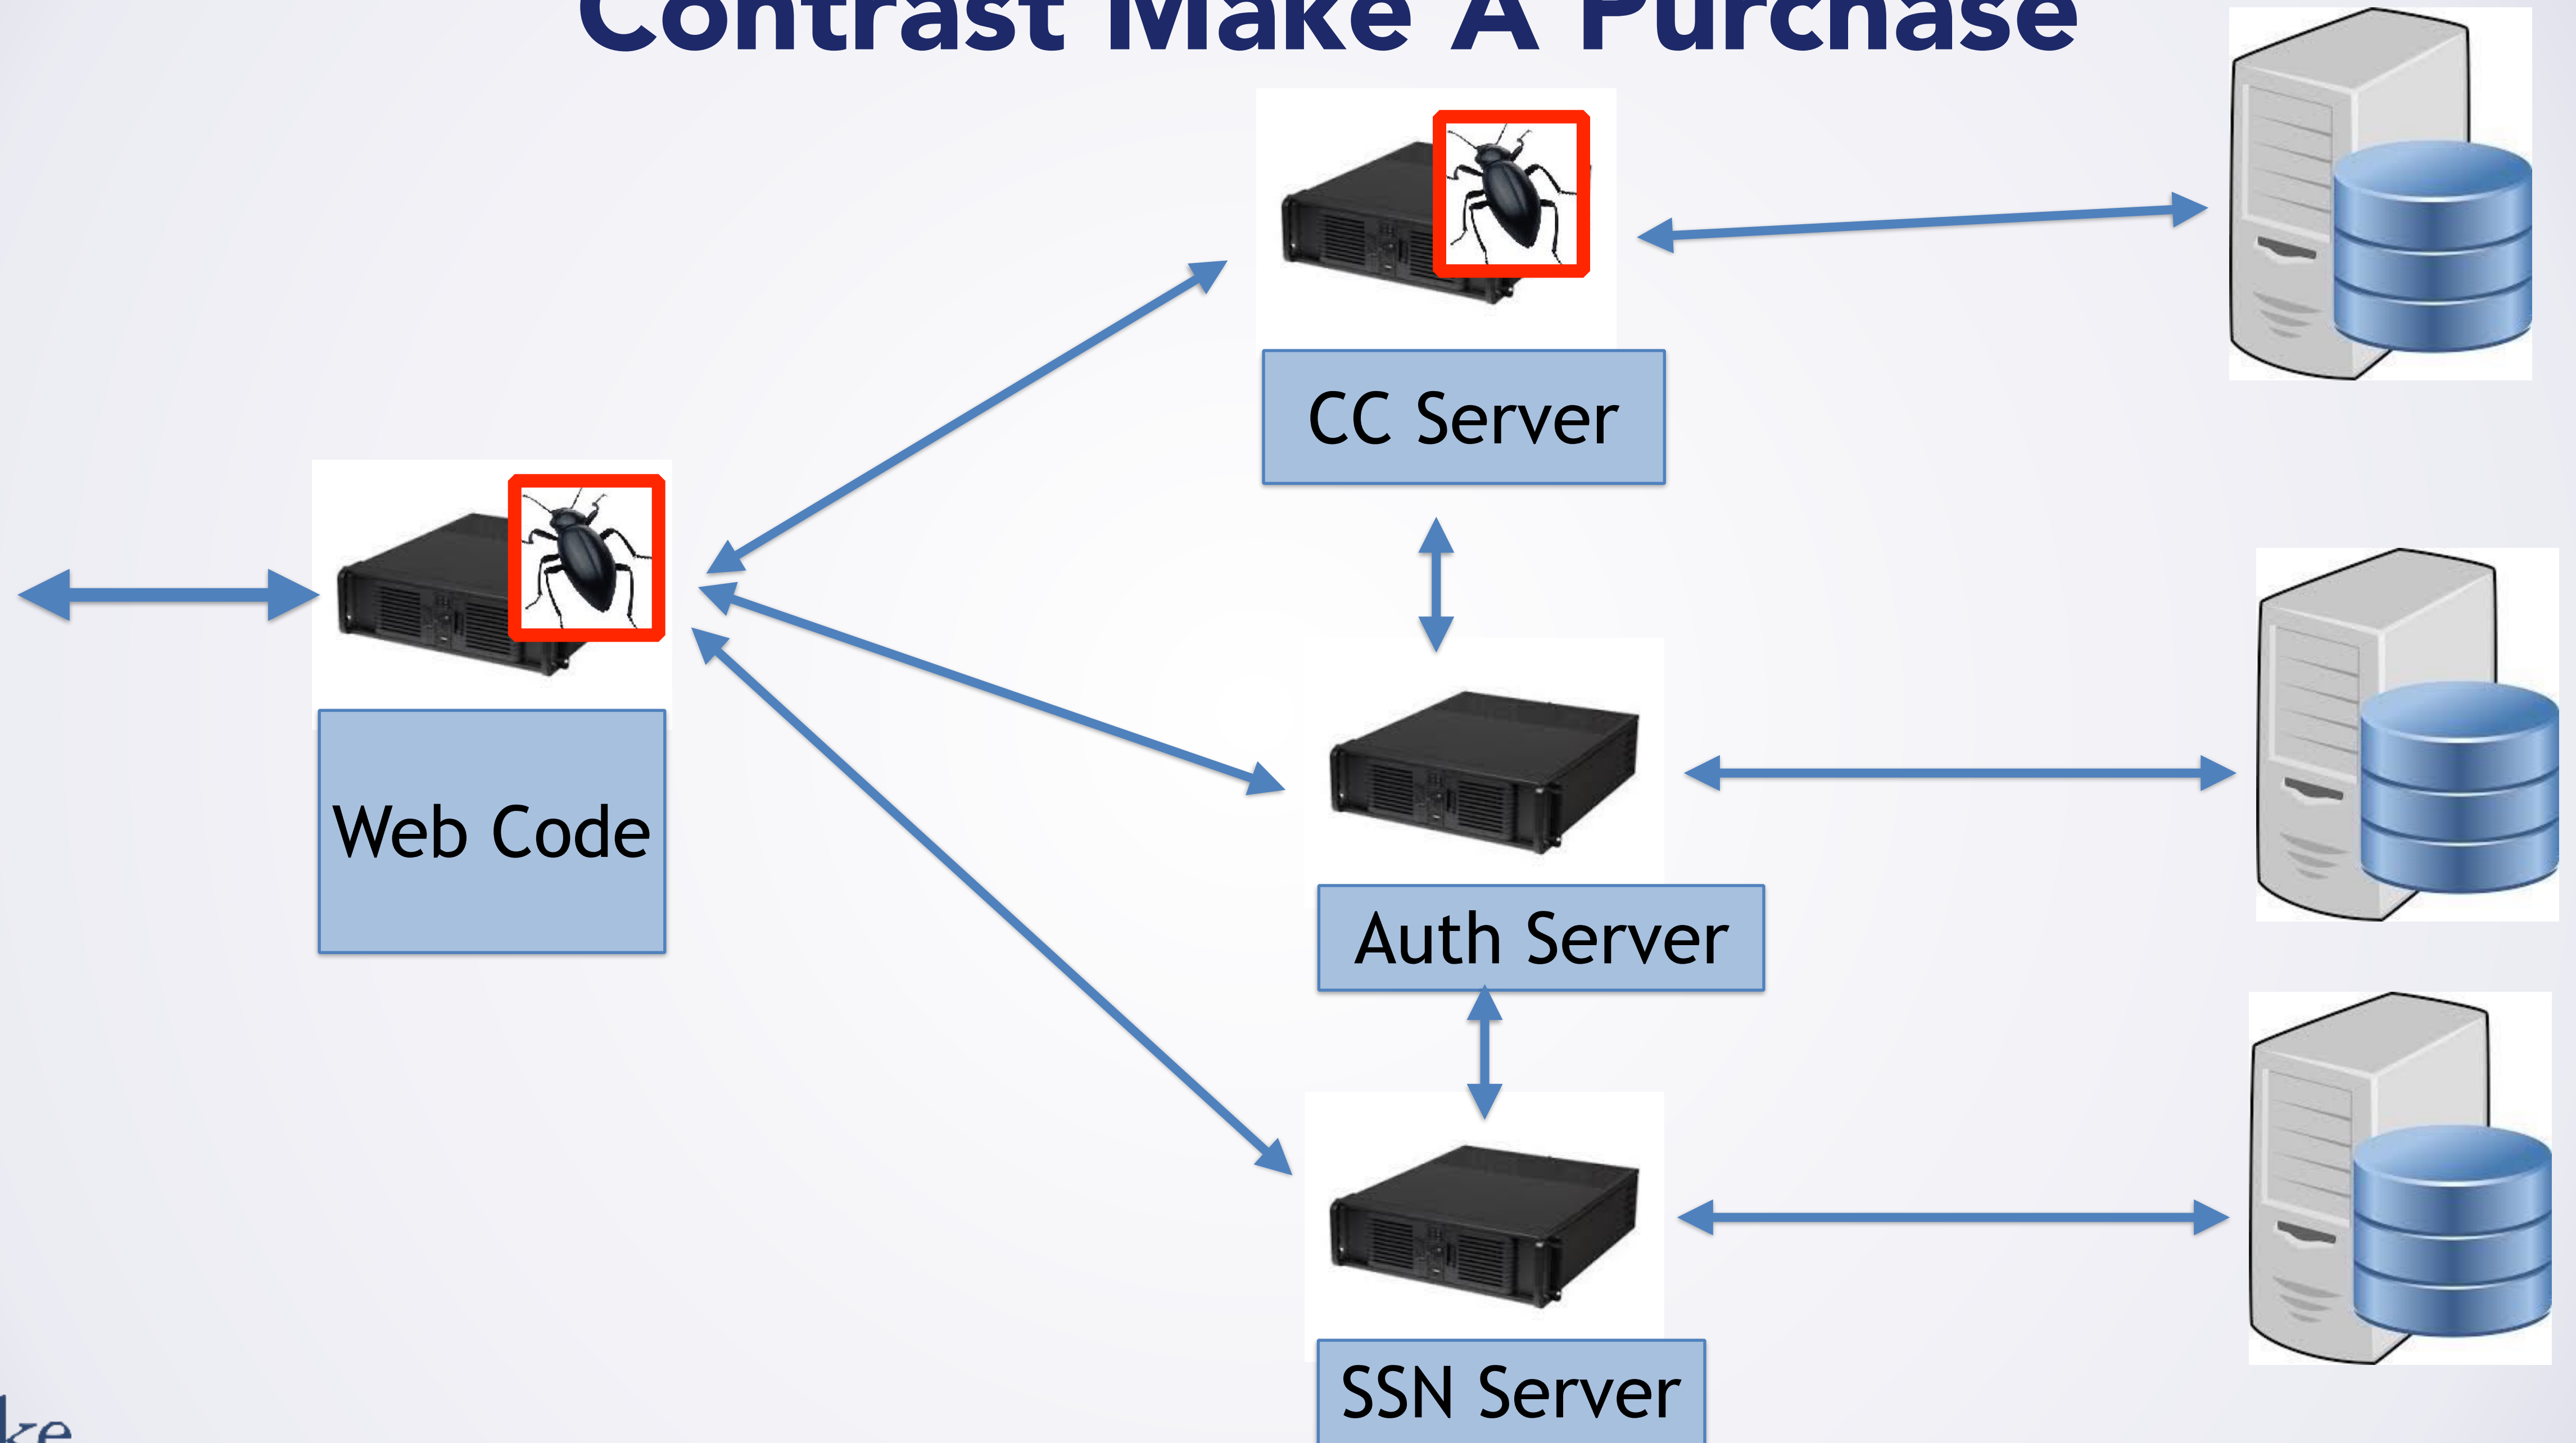 Contrast Make A Purchase
CC Server
Web Code
Auth Server
SSN Server